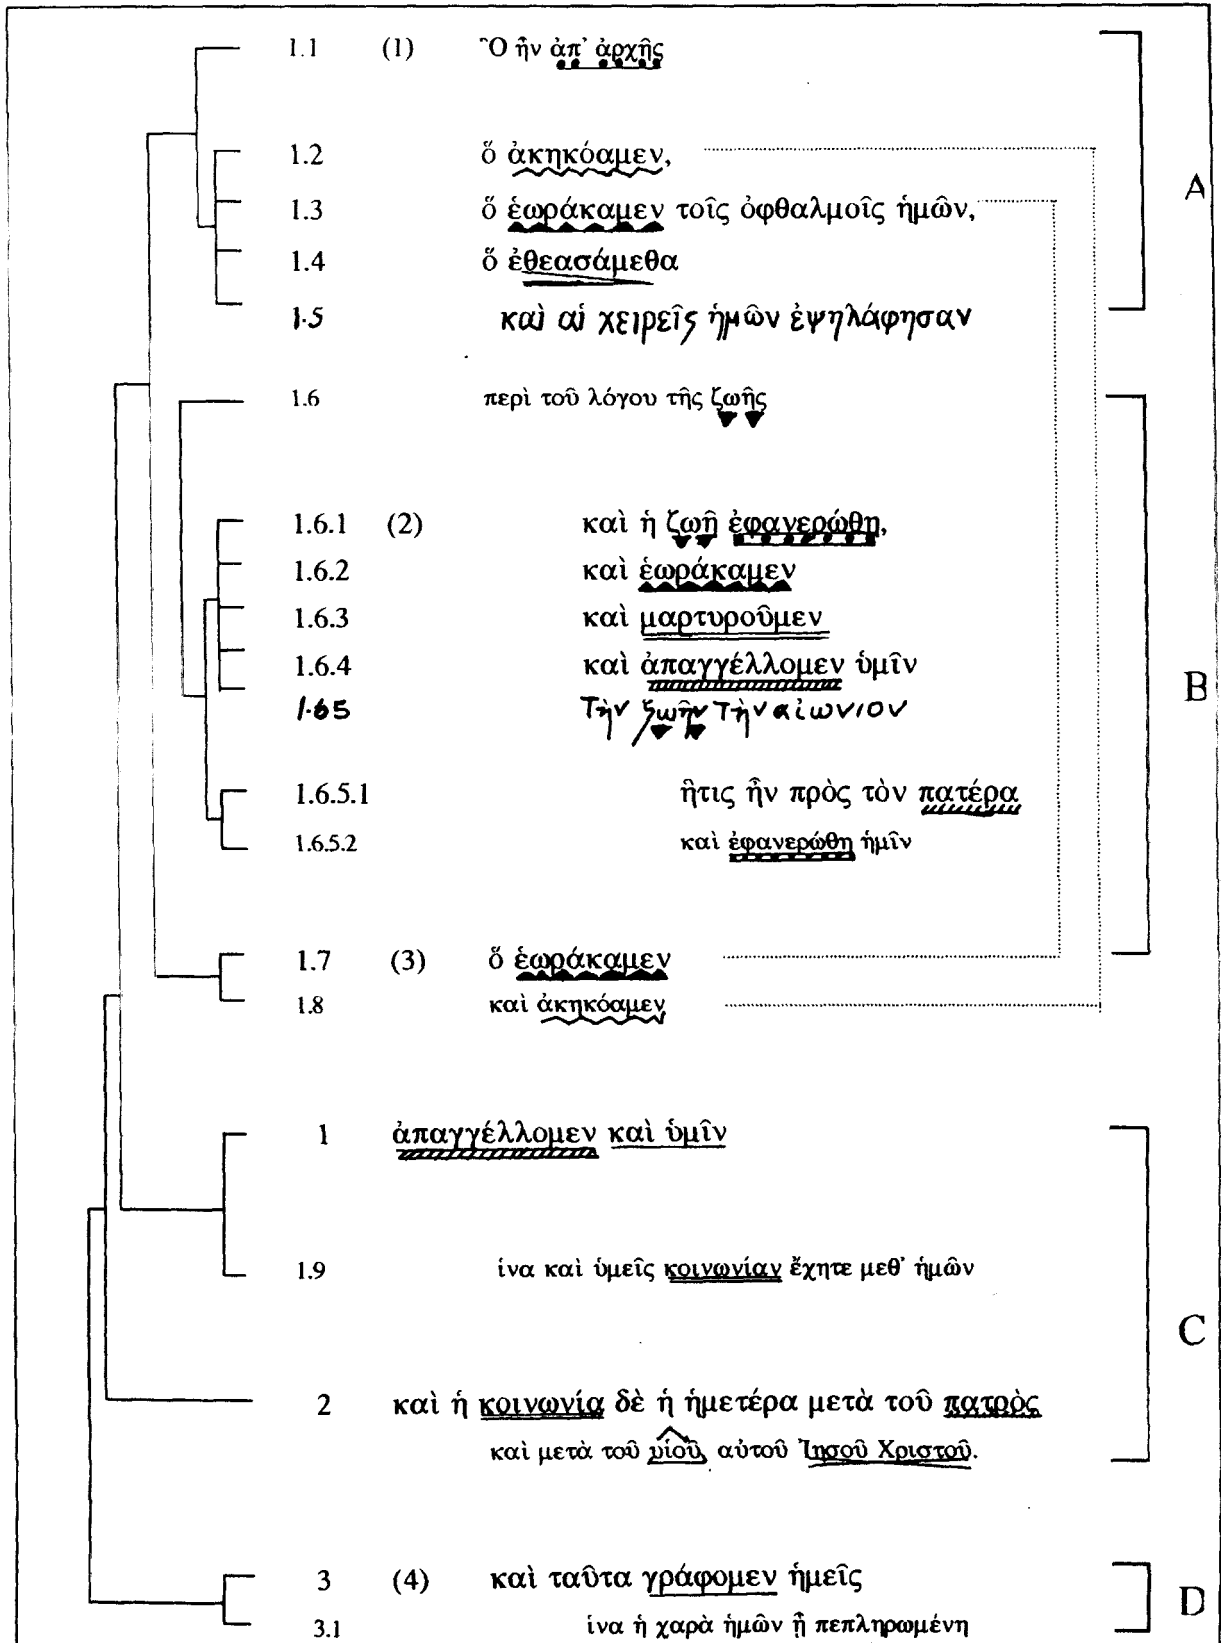 1.1 (1) Ὃ ἦν ἀπ' ἀρχῆς
1.2 ὅ ἀκηκόαμεν,
1.3 ὅ ἑωράκαμεν τοῖς ὀφθαλμοῖς ἡμῶν,
A
1.4 ὅ ἐθεασάμεθα
1.5 καὶ αἱ χειρεῖς ἡμῶν ἐψηλάφησαν
1.6 περὶ τοῦ λόγου τῆς ζωῆς
1.6.1 (2) καὶ ἡ ζωὴ ἐφανερώθη,
1.6.2 καὶ ἑωράκαμεν
1.6.3 καὶ μαρτυροῦμεν
1.6.4 καὶ ἀπαγγέλλομεν ὑμῖν
B
1.65 Τὴν ζωὴν Τὴν αἰώνιον
1.6.5.1 ἣτις ἦν πρὸς τὸν πατέρα
1.6.5.2 καὶ ἐφανερώθη ἡμῖν
1.7 (3) ὅ ἑωράκαμεν
1.8 καὶ ἀκηκόαμεν
1 ἀπαγγέλλομεν καὶ ὑμῖν
1.9 ἱνα καὶ ὑμεῖς κοινωνίαν ἔχητε μεθ' ἡμῶν
C
2 καὶ ἡ κοινωνία δὲ ἡ ἡμετέρα μετὰ τοῦ πατρὸς
καὶ μετὰ τοῦ υἱοῦ αὐτοῦ Ἰησοῦ Χριστοῦ.
3 (4) καὶ ταῦτα γράφομεν ἡμεῖς
D
3.1 ἱνα ἡ χαρὰ ἡμῶν ᾖ πεπληρωμένη